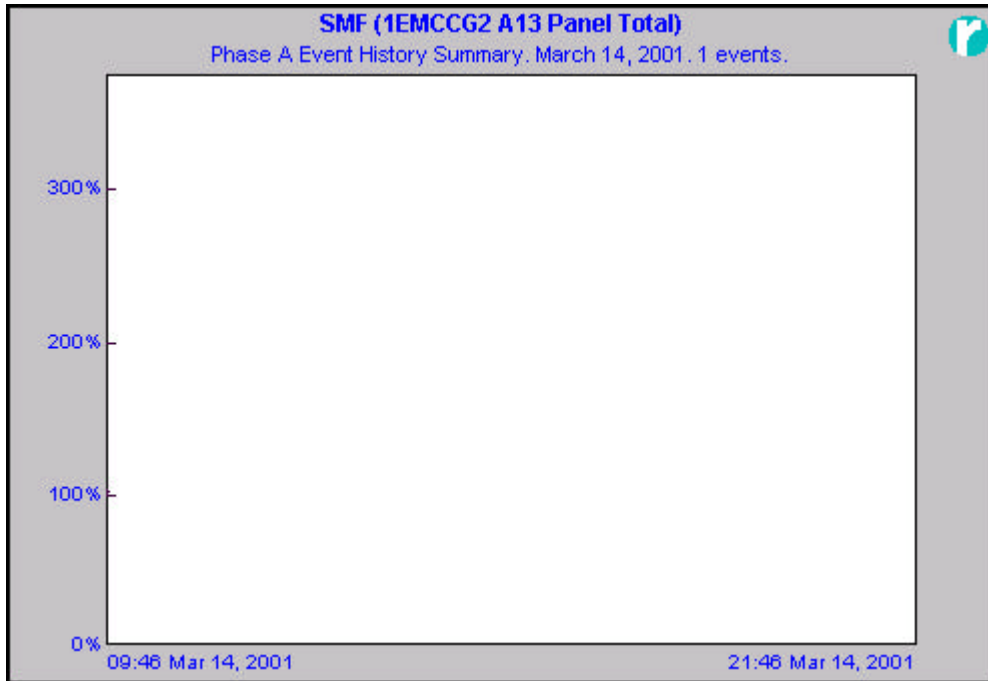 SMF (1EMCCG2 A13 Panel Total)
Phase A Event History Summary. March 14, 2001. 1 events.
r
300%
200%
100%
0%
09:46 Mar 14, 2001
21:46 Mar 14, 2001